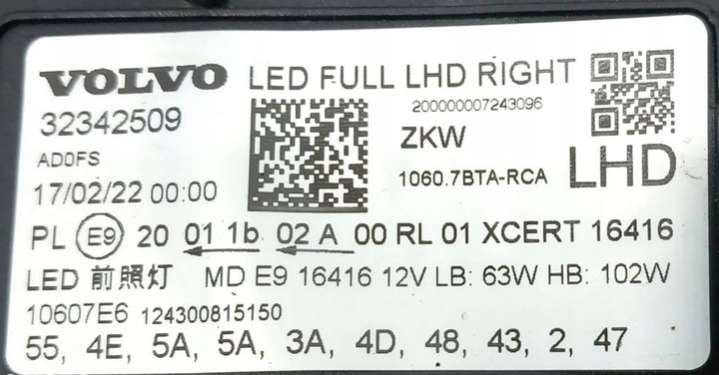 VOLVO LED FULL LHD RIGHT
32342509
200000007243096
ZKW
AD0FS
1060.7BTA-RCA
LHD
17/02/22 00:00
PL E9 20 01 1b 02 A 00 RL 01 XCERT 16416
LED 前照灯 MD E9 16416 12V LB: 63W HB: 102W
10607E6 124300815150
55, 4E, 5A, 5A, 3A, 4D, 48, 43, 2, 47